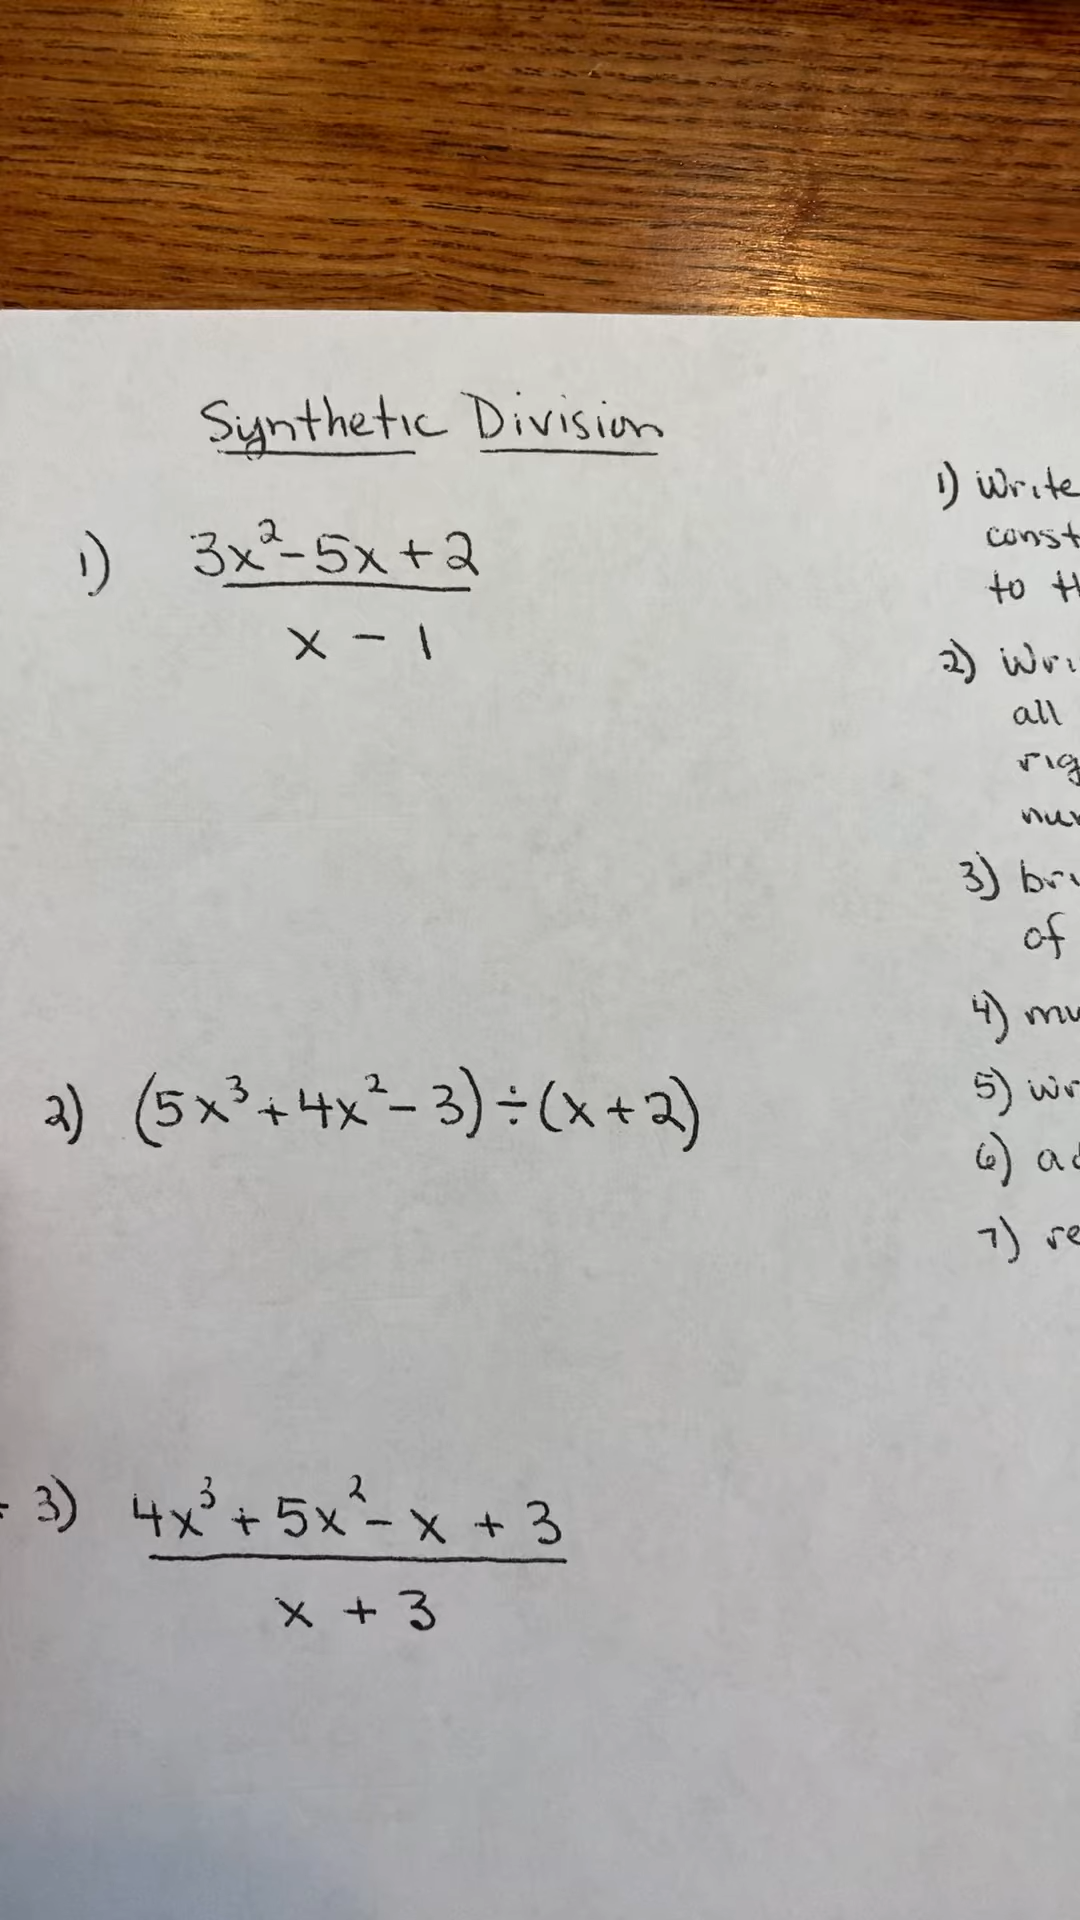 Synthetic Division
1) 3x²-5x+2
x - 1
2) (5x³+4x²-3)÷(x+2)
3) 4x³+5x²-x+3
x + 3
1) Write
to
2)
all
3)
of
4)
5)
6)
7)